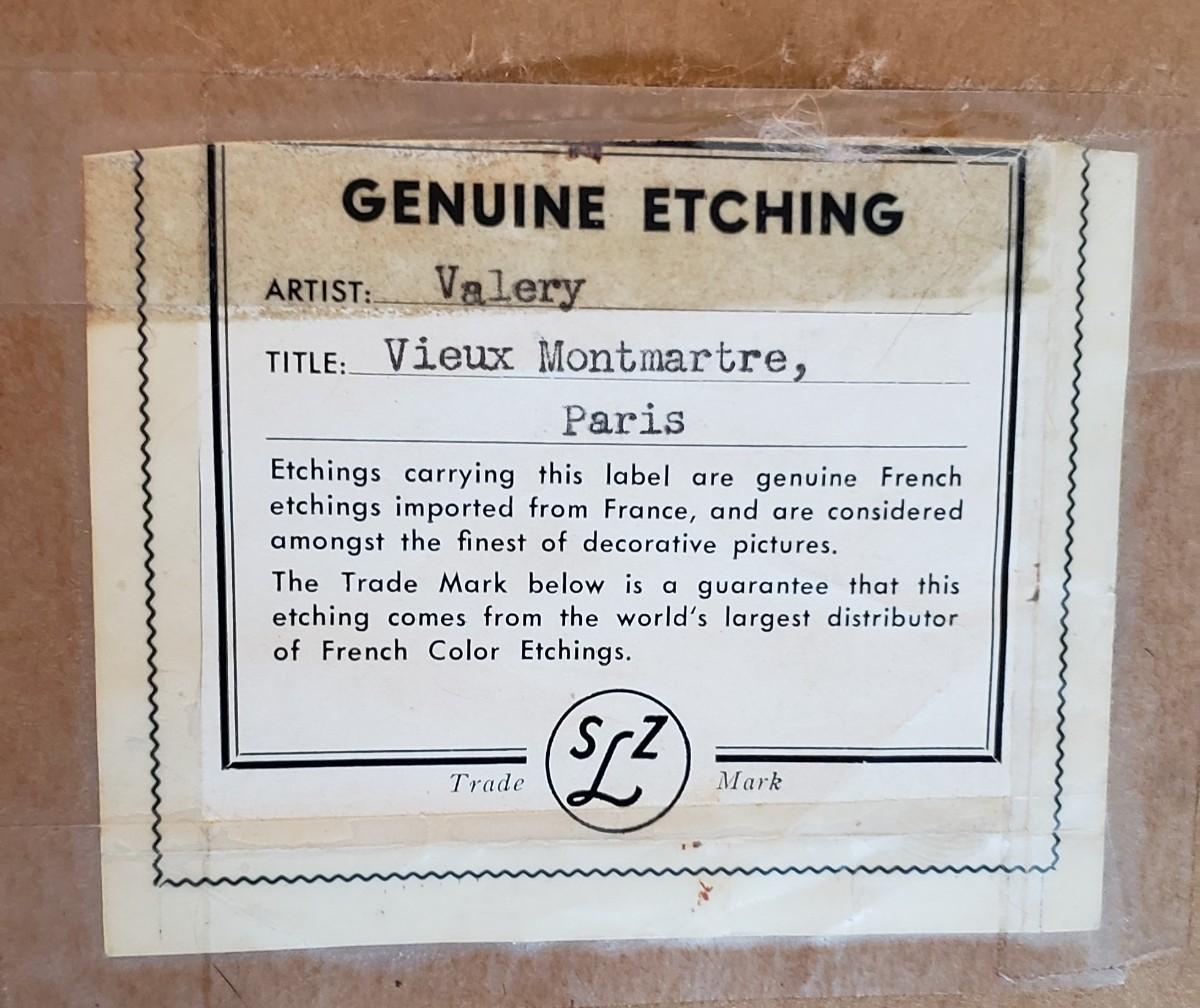 GENUINE ETCHING
ARTIST: Valery
TITLE: Vieux Montmartre,
Paris
Etchings carrying this label are genuine French
etchings imported from France, and are considered
amongst the finest of decorative pictures.
The Trade Mark below is a guarantee that this
etching comes from the world's largest distributor
of French Color Etchings.
SLZ
Trade Mark